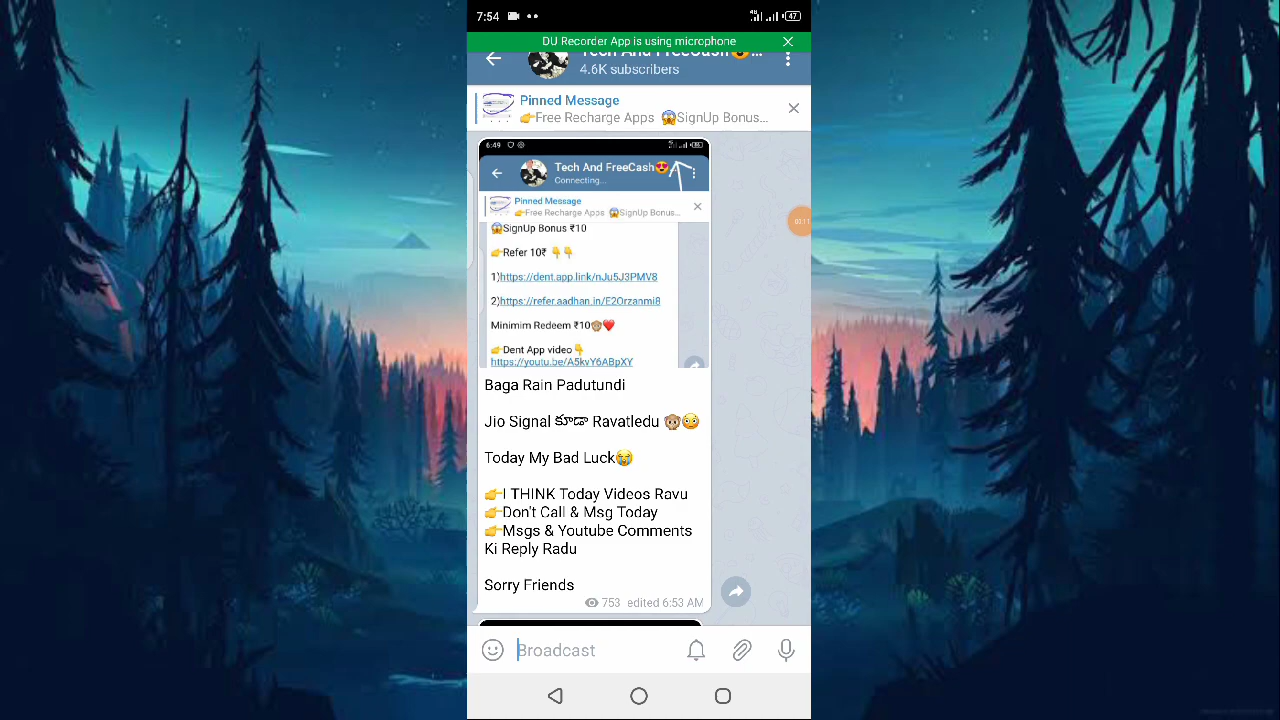 7:54
4G
47
DU Recorder App is using microphone
Tech And FreeCash😍...
4.6K subscribers
Pinned Message
👉Free Recharge Apps 😱SignUp Bonus...
6:49
Tech And FreeCash😍
Connecting...
Pinned Message
👉Free Recharge Apps 😱SignUp Bonus...
😱SignUp Bonus ₹10
👉Refer 10₹ 👇👇
1)https://dent.app.link/nJu5J3PMV8
2)https://refer.aadhan.in/E2Orzanmi8
Minimim Redeem ₹10🙊❤️
👉Dent App video👇
https://youtu.be/A5kvY6ABpXY
Baga Rain Padutundi
Jio Signal కూడా Ravatledu 🙊😳
Today My Bad Luck😭
👉I THINK Today Videos Ravu
👉Don't Call & Msg Today
👉Msgs & Youtube Comments
Ki Reply Radu
Sorry Friends
753 edited 6:53 AM
Broadcast